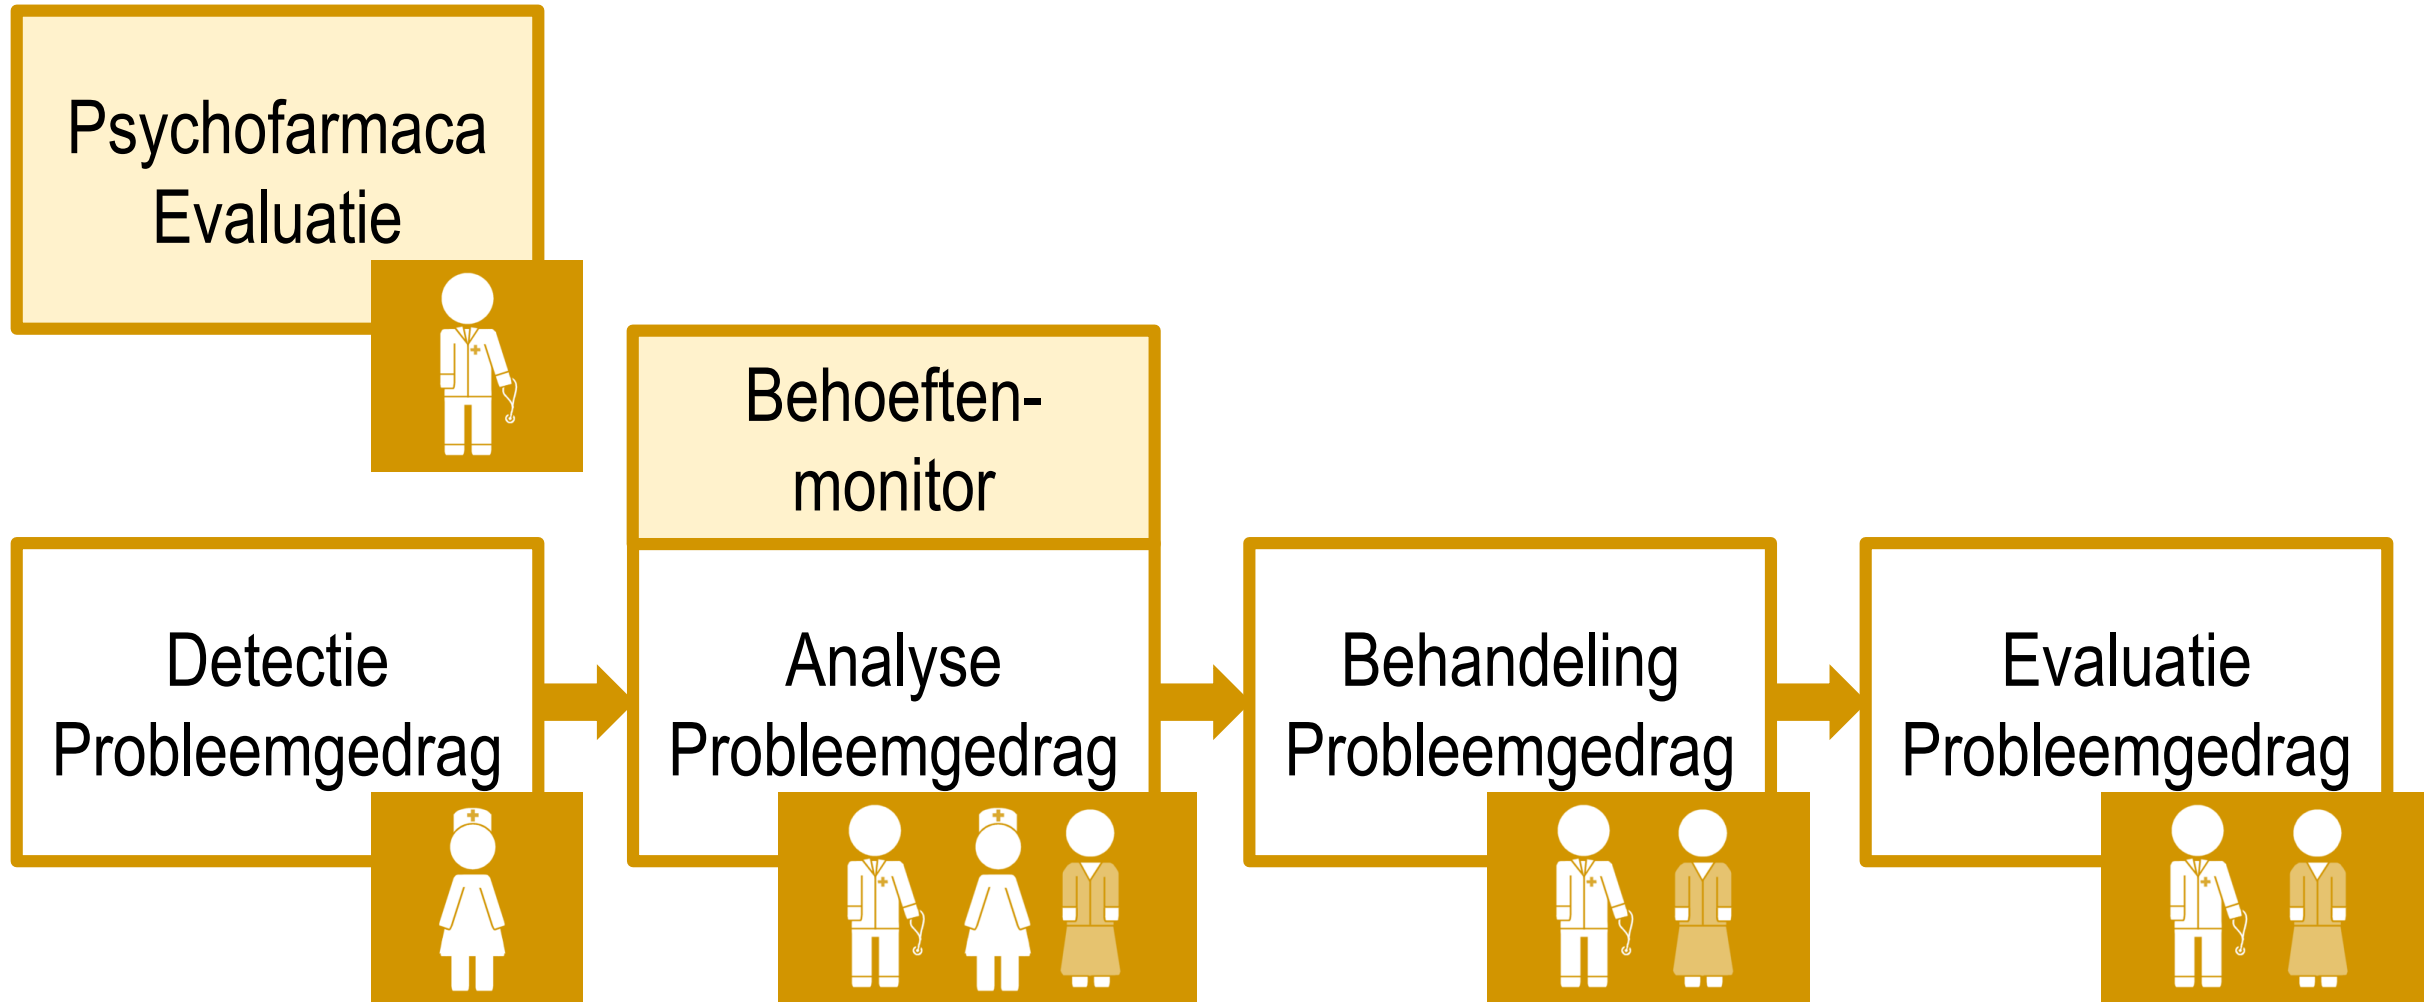 Psychofarmaca
Evaluatie
Behoeften-
monitor
Detectie
Probleemgedrag
Analyse
Probleemgedrag
Behandeling
Probleemgedrag
Evaluatie
Probleemgedrag